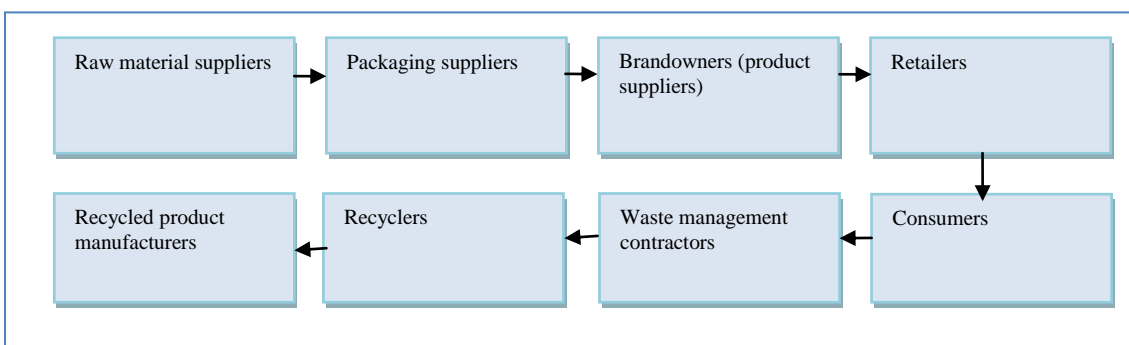 Raw material suppliers
Packaging suppliers
Brandowners (product
suppliers)
Retailers
Recycled product
manufacturers
Recyclers
Waste management
contractors
Consumers